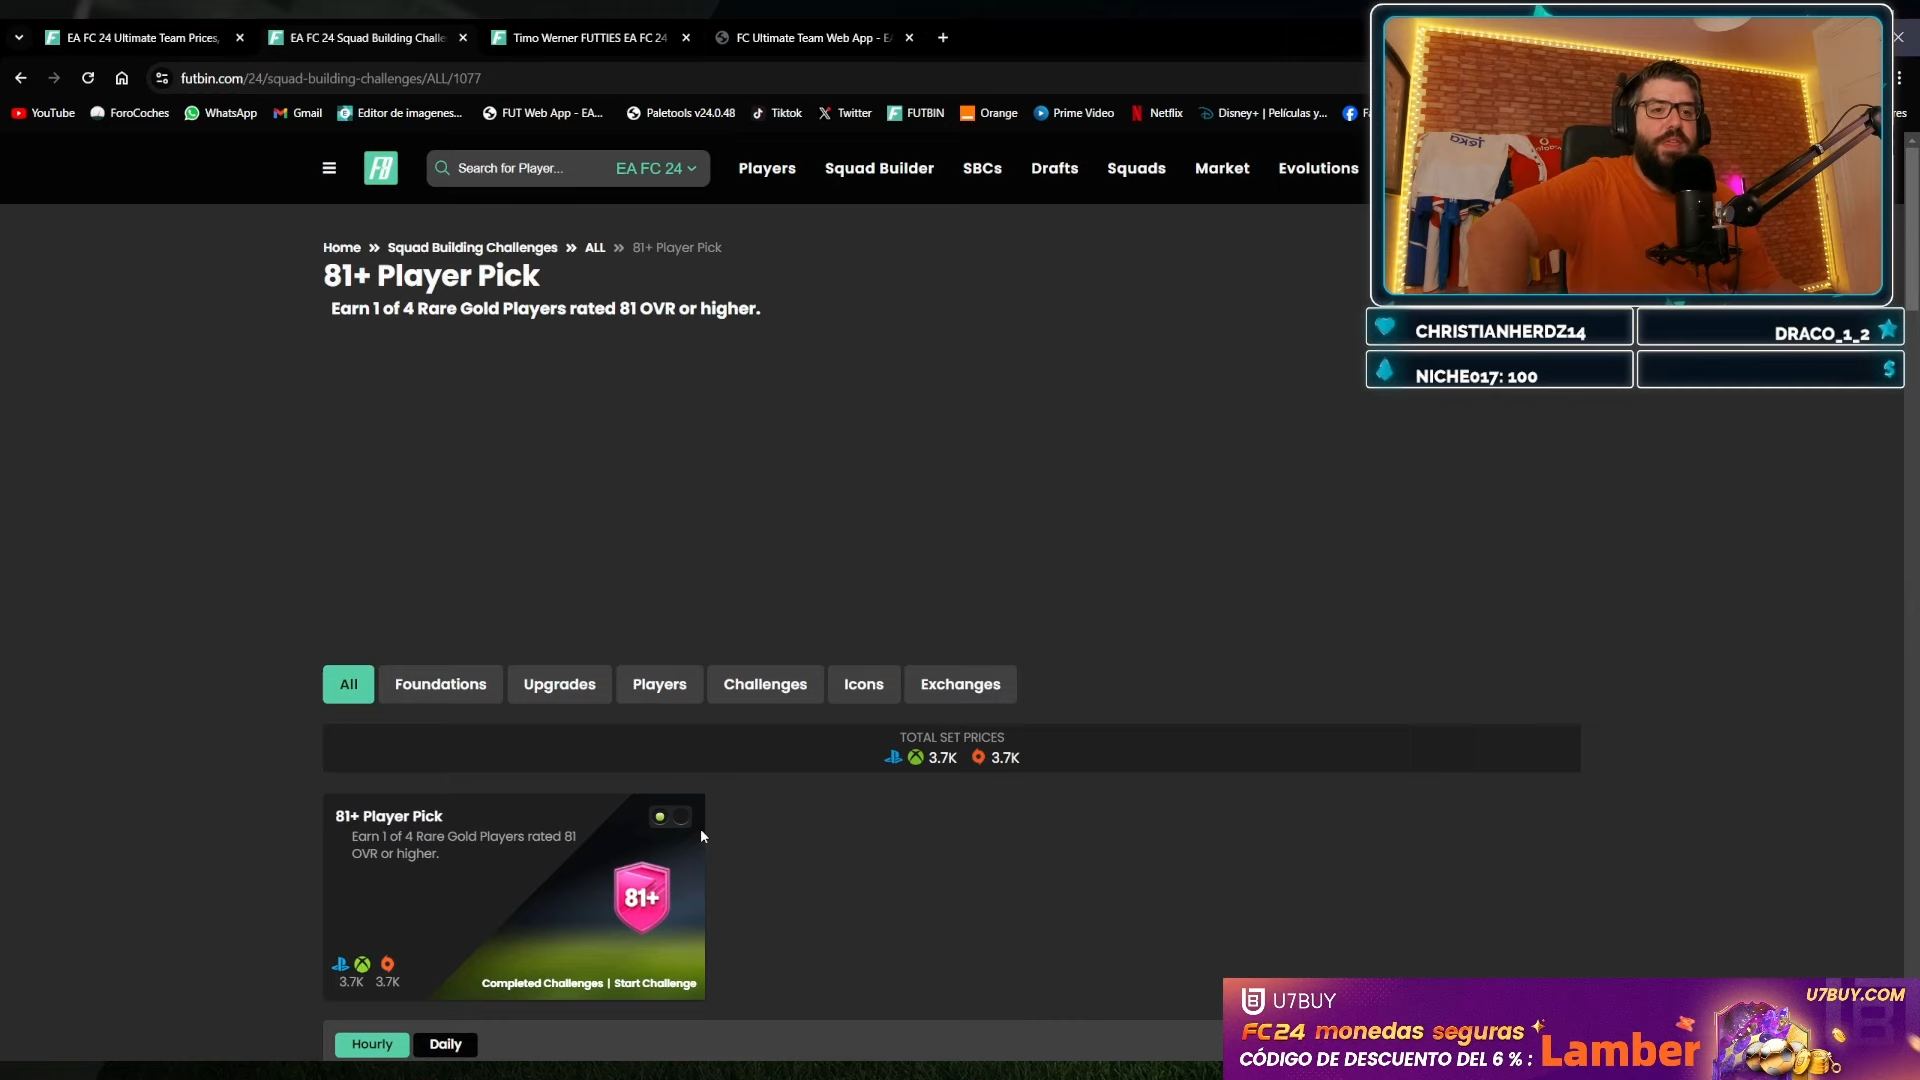 EA FC 24 Ultimate Team Prices,
EA FC 24 Squad Building Challe
Timo Werner FUTTIES EA FC 24
FC Ultimate Team Web App - E
futbin.com/24/squad-building-challenges/ALL/1077
YouTube
ForoCoches
WhatsApp
Gmail
Editor de imagenes...
FUT Web App - EA...
Paletools v24.0.48
Tiktok
Twitter
FUTBIN
Orange
Prime Video
Netflix
Disney+ | Películas y...
Search for Player...
EA FC 24
Players
Squad Builder
SBCs
Drafts
Squads
Market
Evolutions
Home » Squad Building Challenges » ALL » 81+ Player Pick
81+ Player Pick
Earn 1 of 4 Rare Gold Players rated 81 OVR or higher.
CHRISTIANHERDZ14
DRACO_1_2
NICHE017: 100
All
Foundations
Upgrades
Players
Challenges
Icons
Exchanges
TOTAL SET PRICES
3.7K 3.7K
81+ Player Pick
Earn 1 of 4 Rare Gold Players rated 81
OVR or higher.
81+
3.7K 3.7K
Completed Challenges | Start Challenge
Hourly
Daily
U7BUY
U7BUY.COM
FC24 monedas seguras
CÓDIGO DE DESCUENTO DEL 6 % : Lamber